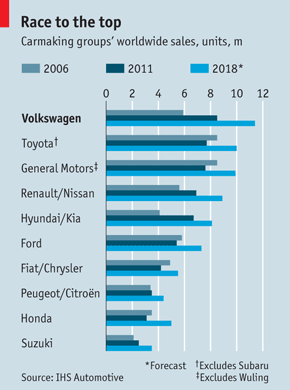 Race to the top
Carmaking groups' worldwide sales, units, m
2006 2011 2018*
0 2 4 6 8 10 12
Volkswagen
Toyota†
General Motors‡
Renault/Nissan
Hyundai/Kia
Ford
Fiat/Chrysler
Peugeot/Citroën
Honda
Suzuki
*Forecast †Excludes Subaru
Source: IHS Automotive ‡Excludes Wuling